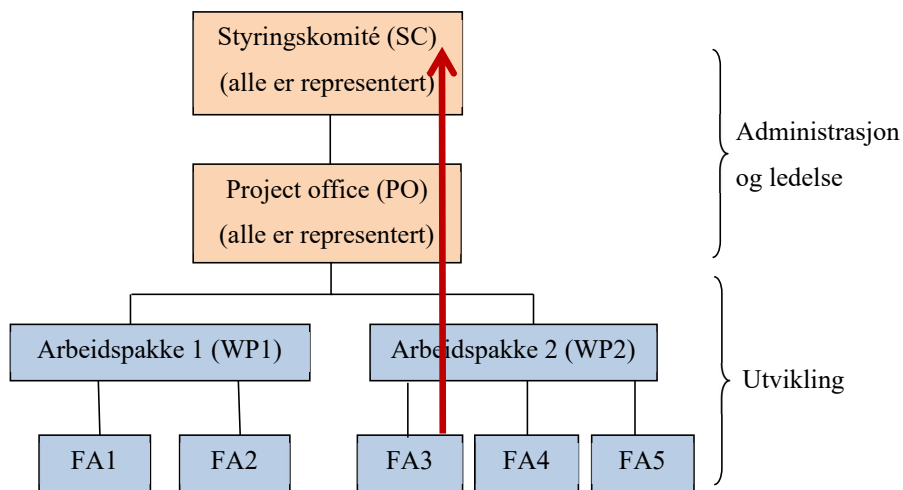 Styringskomité (SC)
(alle er representert)
Administrasjon
og ledelse
Project office (PO)
(alle er representert)
Arbeidspakke 1 (WP1)
Arbeidspakke 2 (WP2)
Utvikling
FA1
FA2
FA3
FA4
FA5